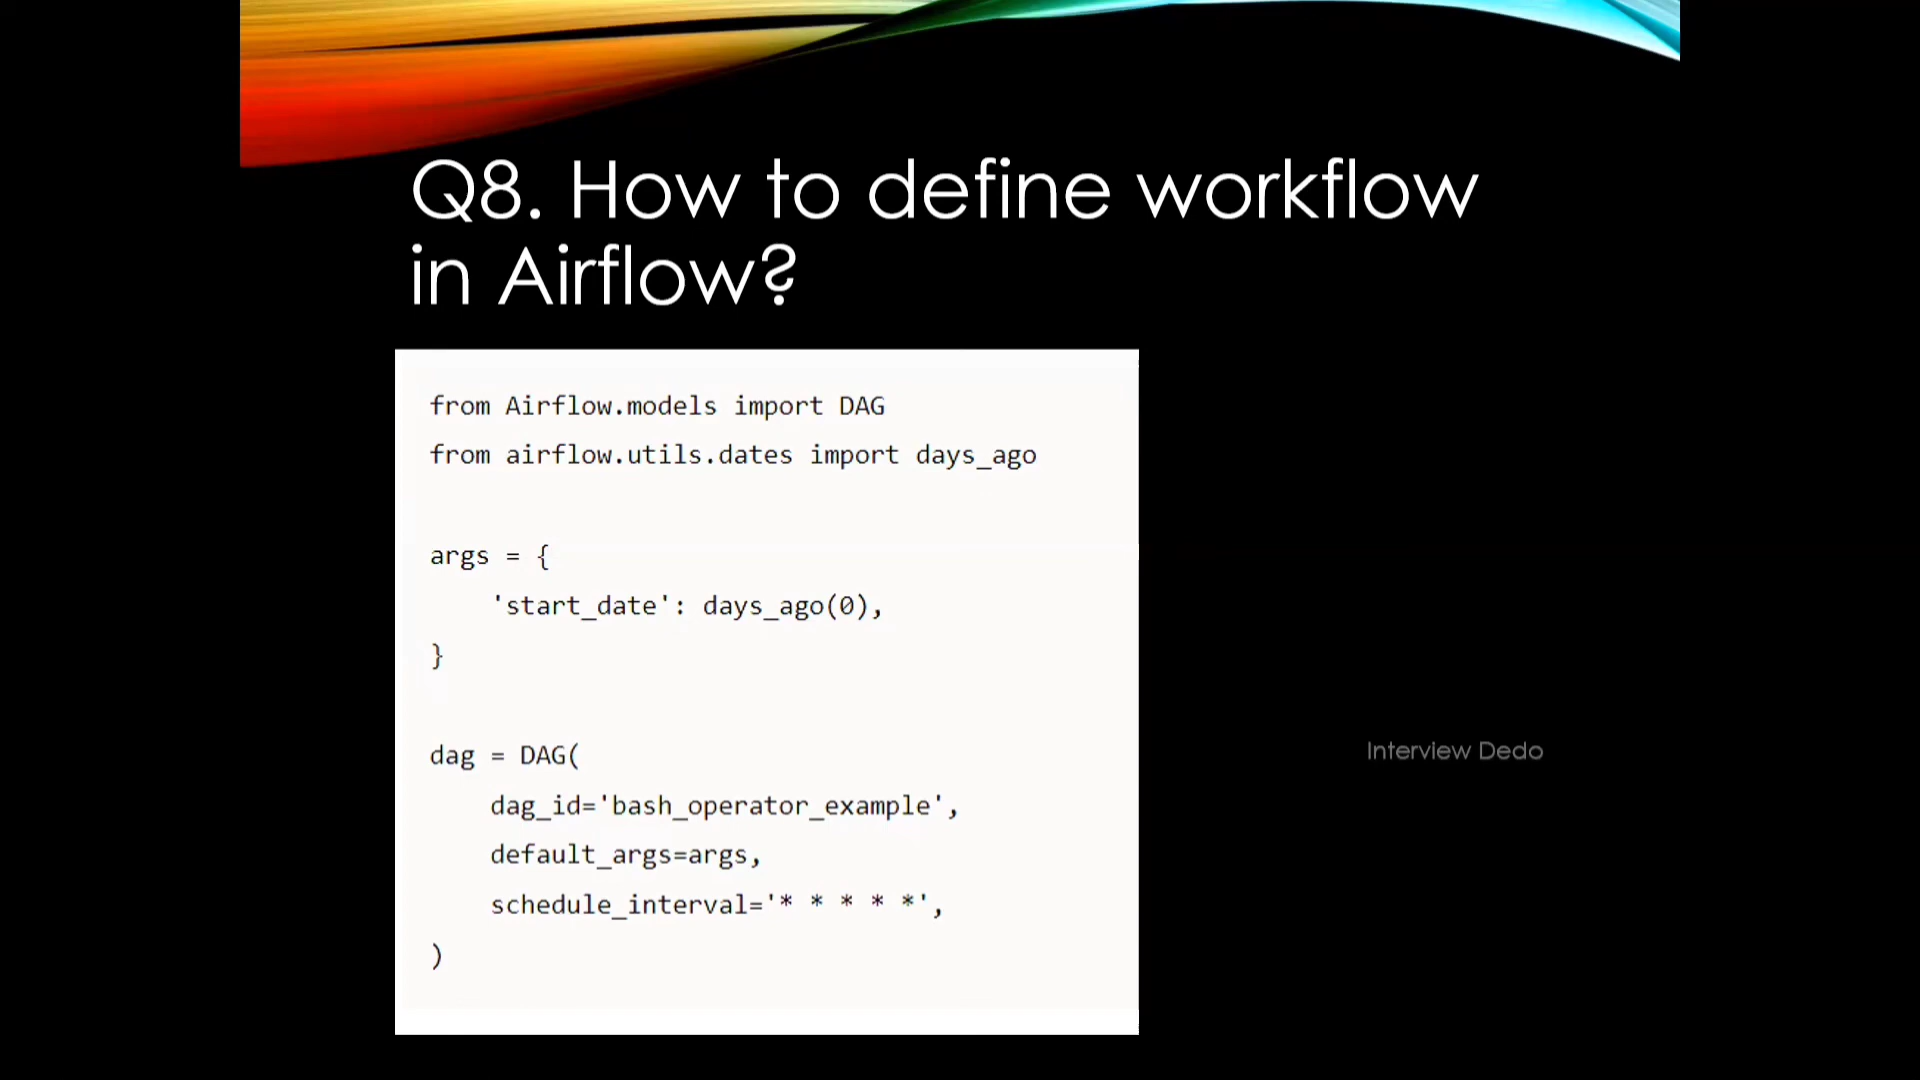 Q8. How to define workflow
in Airflow?
from Airflow.models import DAG
from airflow.utils.dates import days_ago
args = {
    'start_date': days_ago(0),
}
dag = DAG(
    dag_id='bash_operator_example',
    default_args=args,
    schedule_interval='* * * * *',
)
Interview Dedo